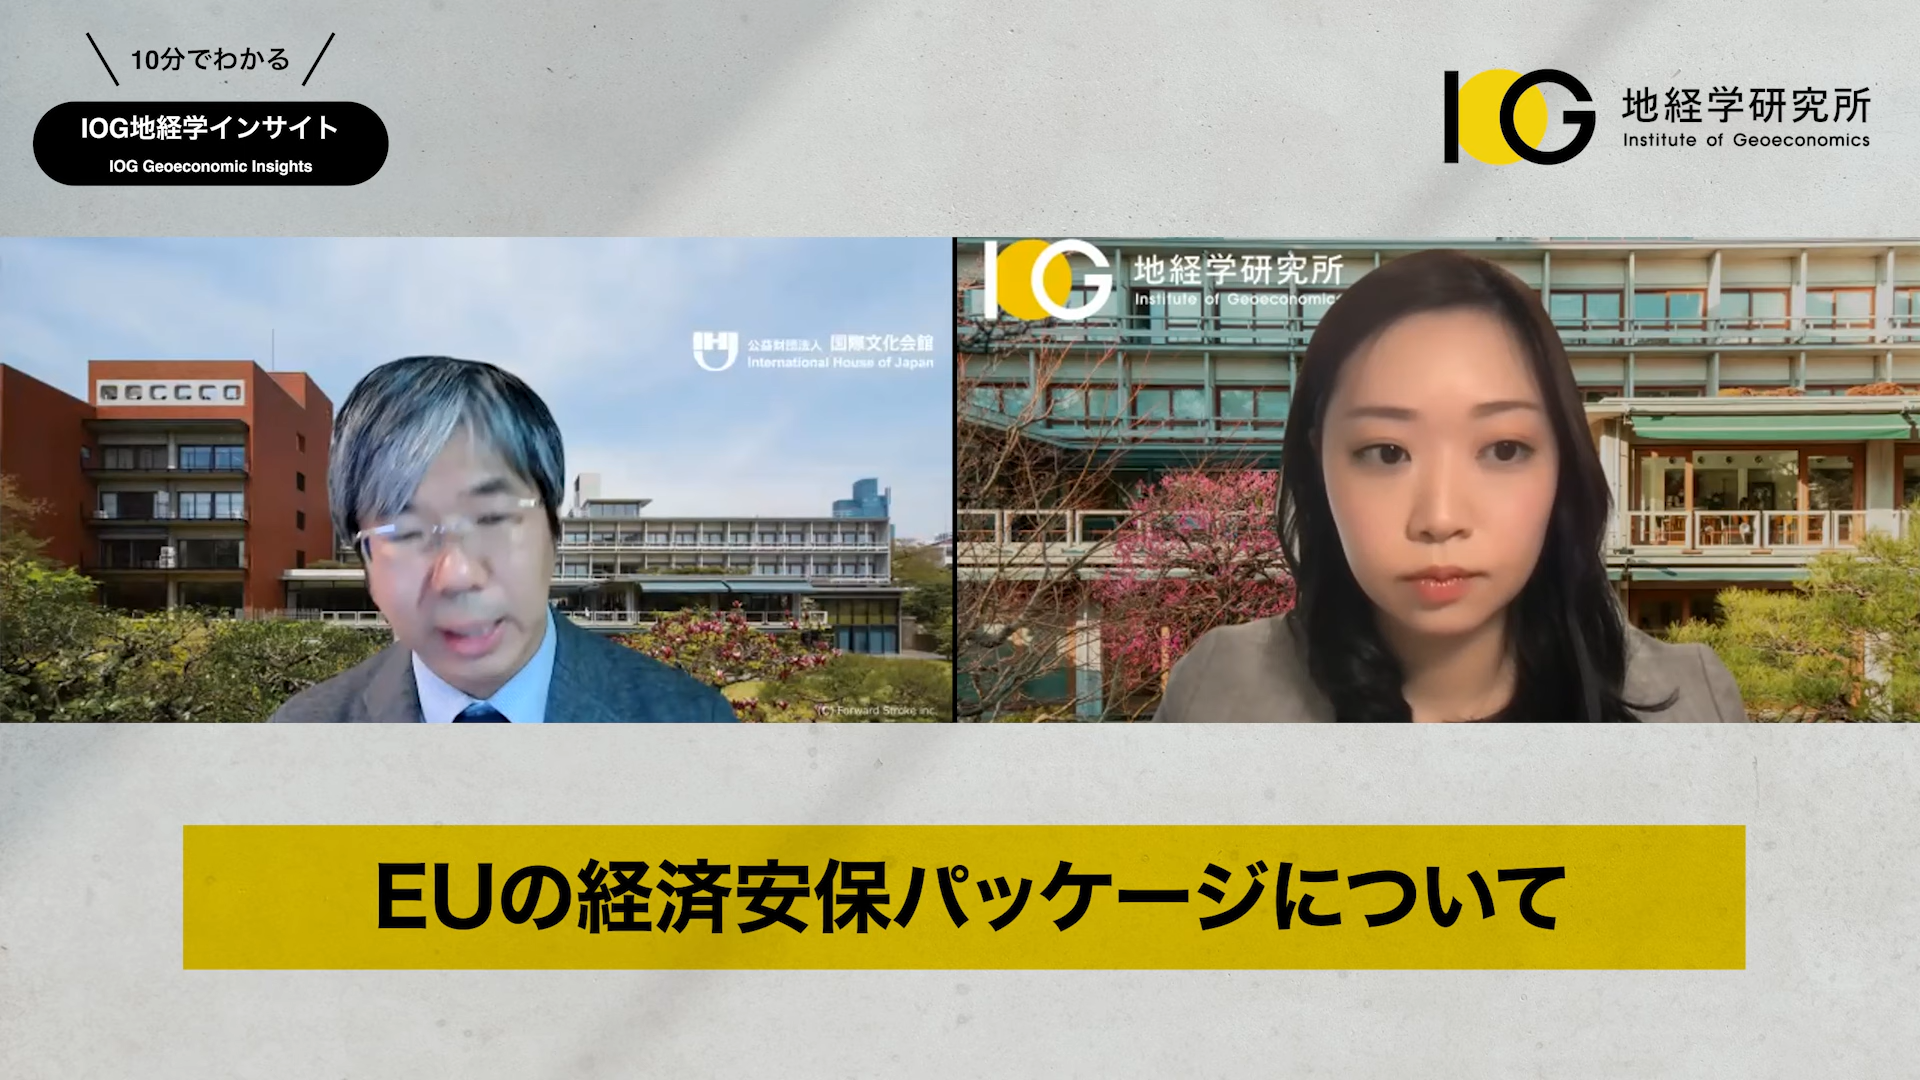 10分でわかる
IOG地経学インサイト
IOG Geoeconomic Insights
IOG 地経学研究所
Institute of Geoeconomics
公益財団法人 国際文化会館
International House of Japan
(C) Forward Stroke inc.
IOG 地経学研究所
Institute of Geoeconomics
EUの経済安保パッケージについて